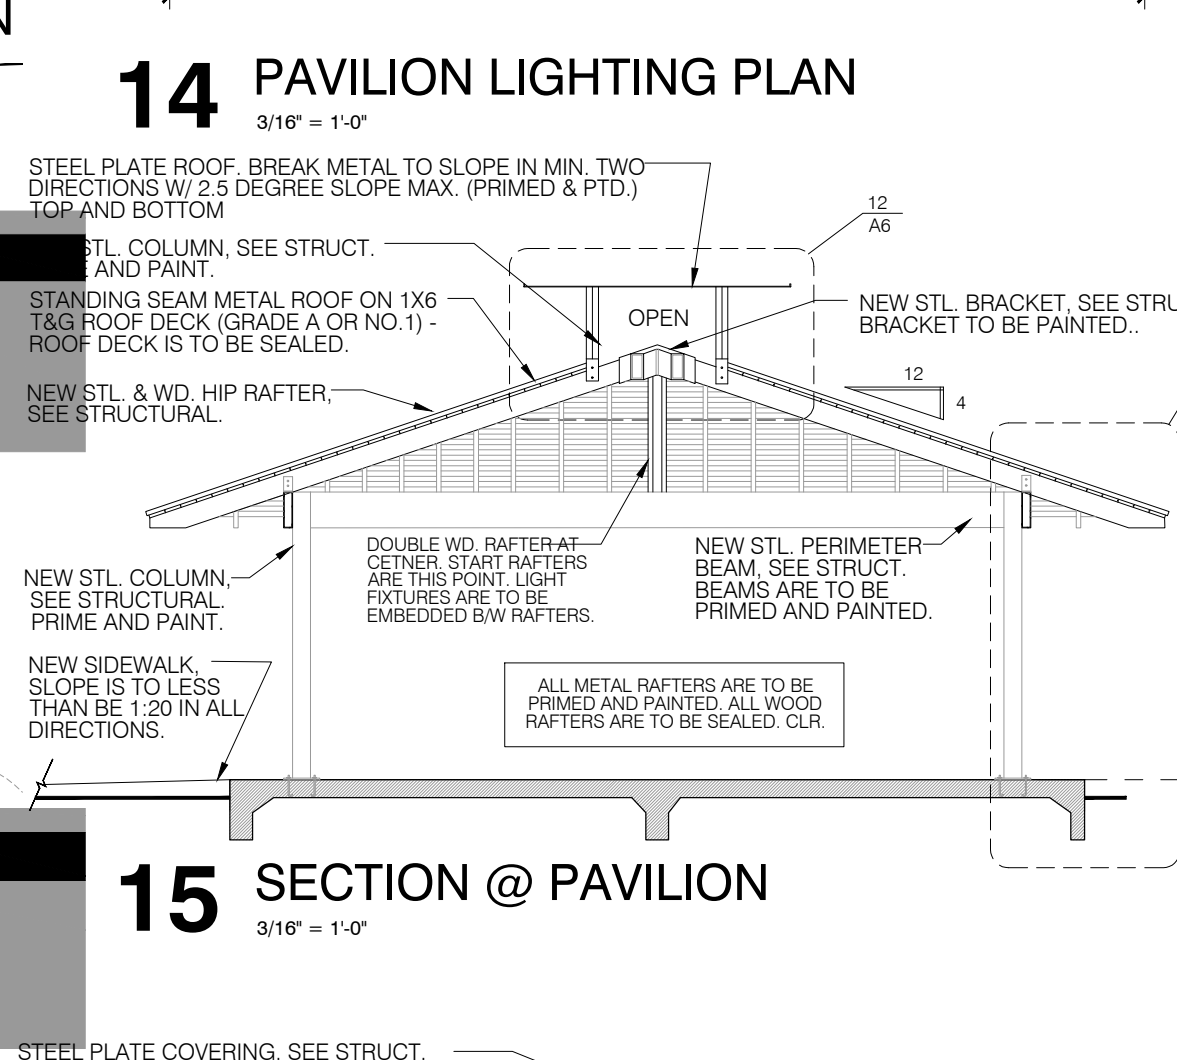 14 PAVILION LIGHTING PLAN
3/16" = 1'-0"
STEEL PLATE ROOF. BREAK METAL TO SLOPE IN MIN. TWO
DIRECTIONS W/ 2.5 DEGREE SLOPE MAX. (PRIMED & PTD.)
TOP AND BOTTOM
12
A6
STL. COLUMN, SEE STRUCT.
AND PAINT.
STANDING SEAM METAL ROOF ON 1X6
T&G ROOF DECK (GRADE A OR NO.1) -
ROOF DECK IS TO BE SEALED.
OPEN
NEW STL. BRACKET, SEE STRU
BRACKET TO BE PAINTED..
NEW STL. & WD. HIP RAFTER,
SEE STRUCTURAL.
12
4
DOUBLE WD. RAFTER AT
CETNER. START RAFTERS
ARE THIS POINT. LIGHT
FIXTURES ARE TO BE
EMBEDDED B/W RAFTERS.
NEW STL. PERIMETER
BEAM, SEE STRUCT.
BEAMS ARE TO BE
PRIMED AND PAINTED.
NEW STL. COLUMN,
SEE STRUCTURAL.
PRIME AND PAINT.
NEW SIDEWALK,
SLOPE IS TO LESS
THAN BE 1:20 IN ALL
DIRECTIONS.
ALL METAL RAFTERS ARE TO BE
PRIMED AND PAINTED. ALL WOOD
RAFTERS ARE TO BE SEALED. CLR.
15 SECTION @ PAVILION
3/16" = 1'-0"
STEEL PLATE COVERING, SEE STRUCT.